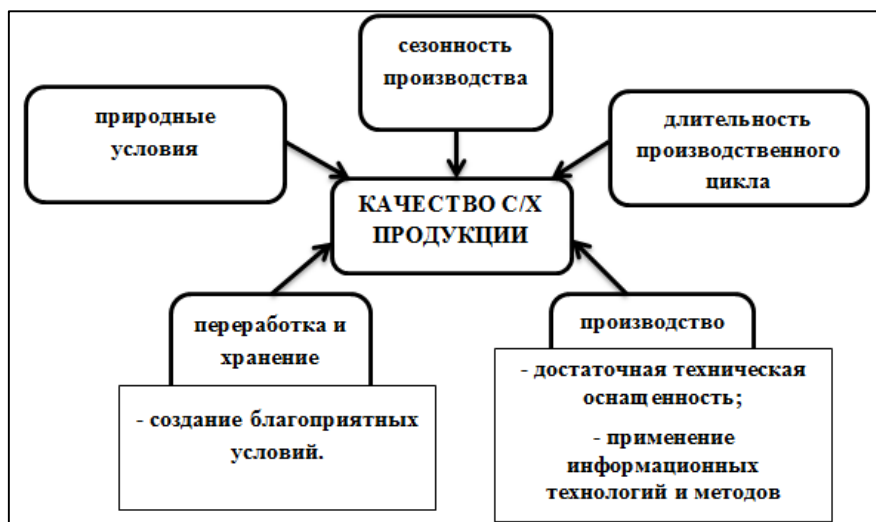 сезонность
производства
природные
условия
длительность
производственного
цикла
КАЧЕСТВО С/Х
ПРОДУКЦИИ
переработка и
хранение
- создание благоприятных
условий.
производство
- достаточная техническая
оснащенность;
- применение
информационных
технологий и методов